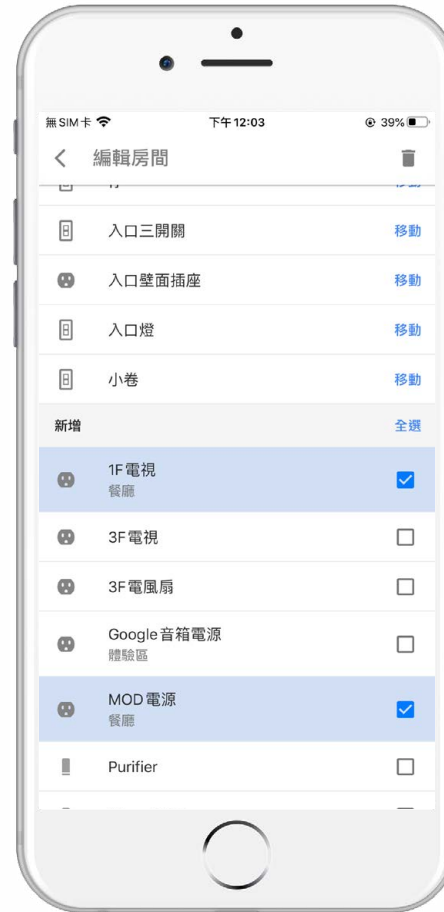 無SIM卡 下午12:03 39%
編輯房間
入口三開關 移動
入口壁面插座 移動
入口燈 移動
小卷 移動
新增 全選
1F電視
餐廳
3F電視
3F電風扇
Google音箱電源
體驗區
MOD電源
餐廳
Purifier